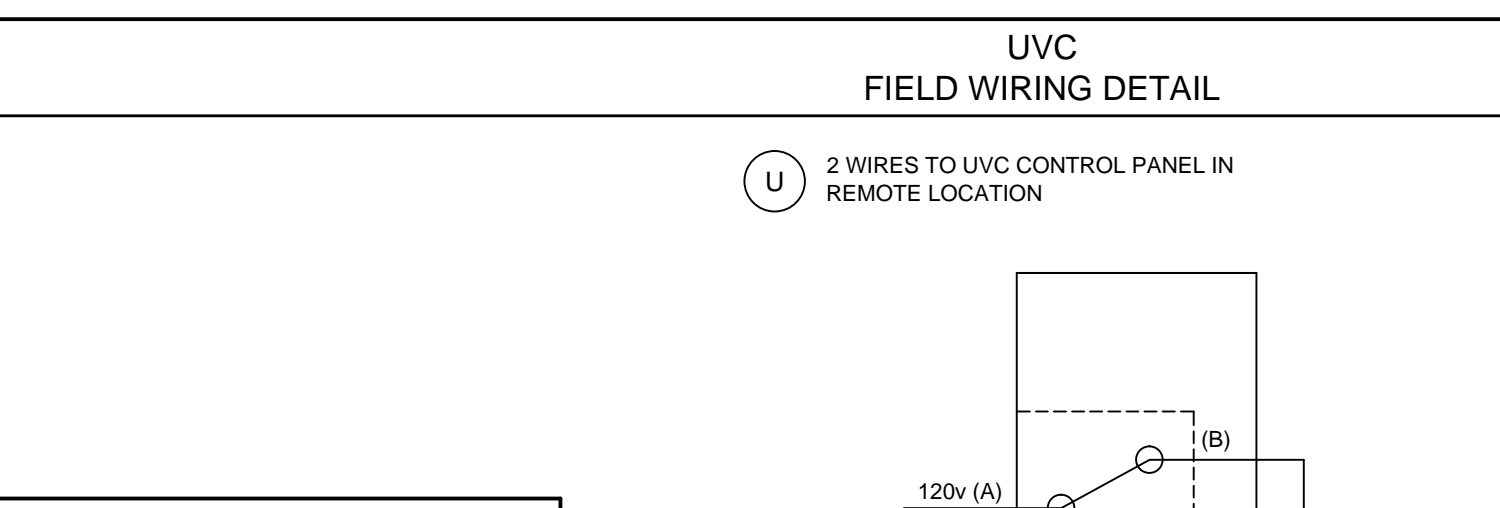 UVC
FIELD WIRING DETAIL
U
2 WIRES TO UVC CONTROL PANEL IN
REMOTE LOCATION
(B)
120v (A)